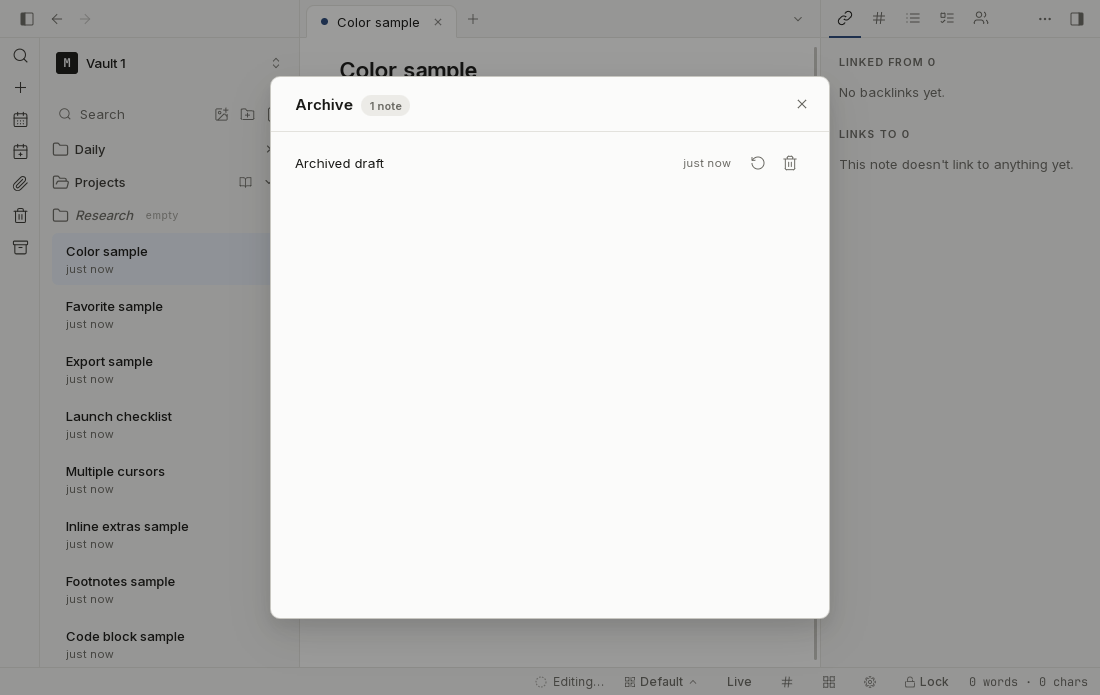 Color sample
M
Vault 1
Search
Daily
Projects
Research empty
Color sample
just now
Favorite sample
just now
Export sample
just now
Launch checklist
just now
Multiple cursors
just now
Inline extras sample
just now
Footnotes sample
just now
Code block sample
just now
Color sample
Archive 1 note
Archived draft just now
LINKED FROM 0
No backlinks yet.
LINKS TO 0
This note doesn't link to anything yet.
Editing... Default Live Lock 0 words · 0 chars